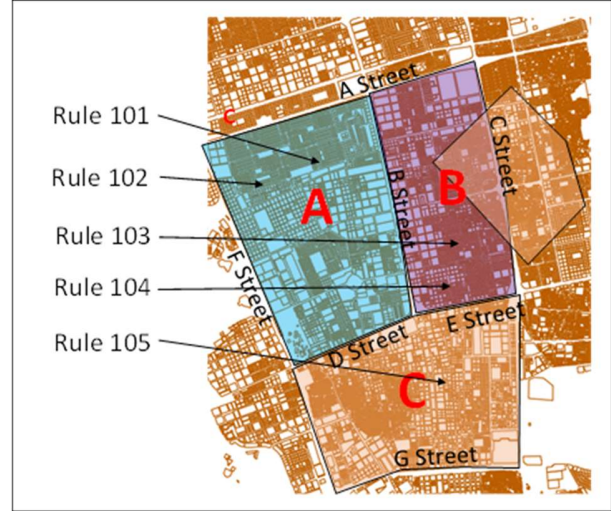 A Street
c
Rule 101
C Street
Rule 102
A
B
B Street
Rule 103
F Street
Rule 104
E Street
D Street
Rule 105
C
G Street